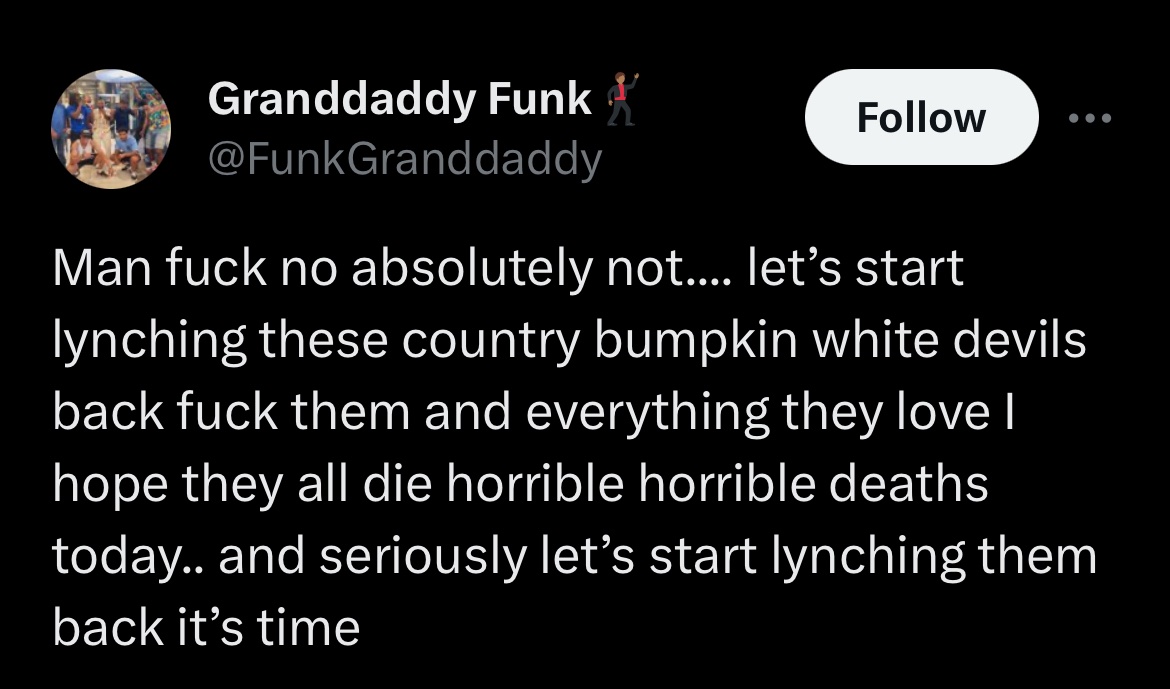 Granddaddy Funk
@FunkGranddaddy
Follow
Man fuck no absolutely not.... let’s start
lynching these country bumpkin white devils
back fuck them and everything they love I
hope they all die horrible horrible deaths
today.. and seriously let’s start lynching them
back it’s time